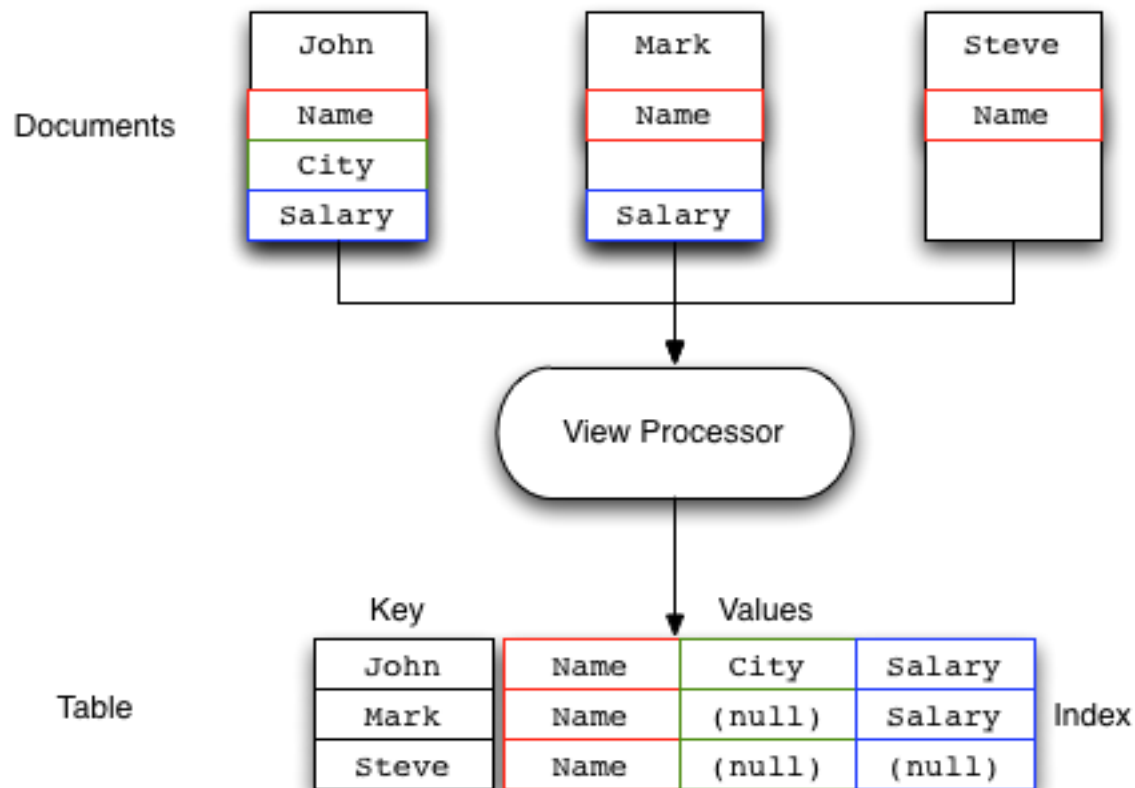 John Mark Steve
Documents Name Name Name
City
Salary Salary
View Processor
Key Values
John Name City Salary
Table Mark Name (null) Salary Index
Steve Name (null) (null)